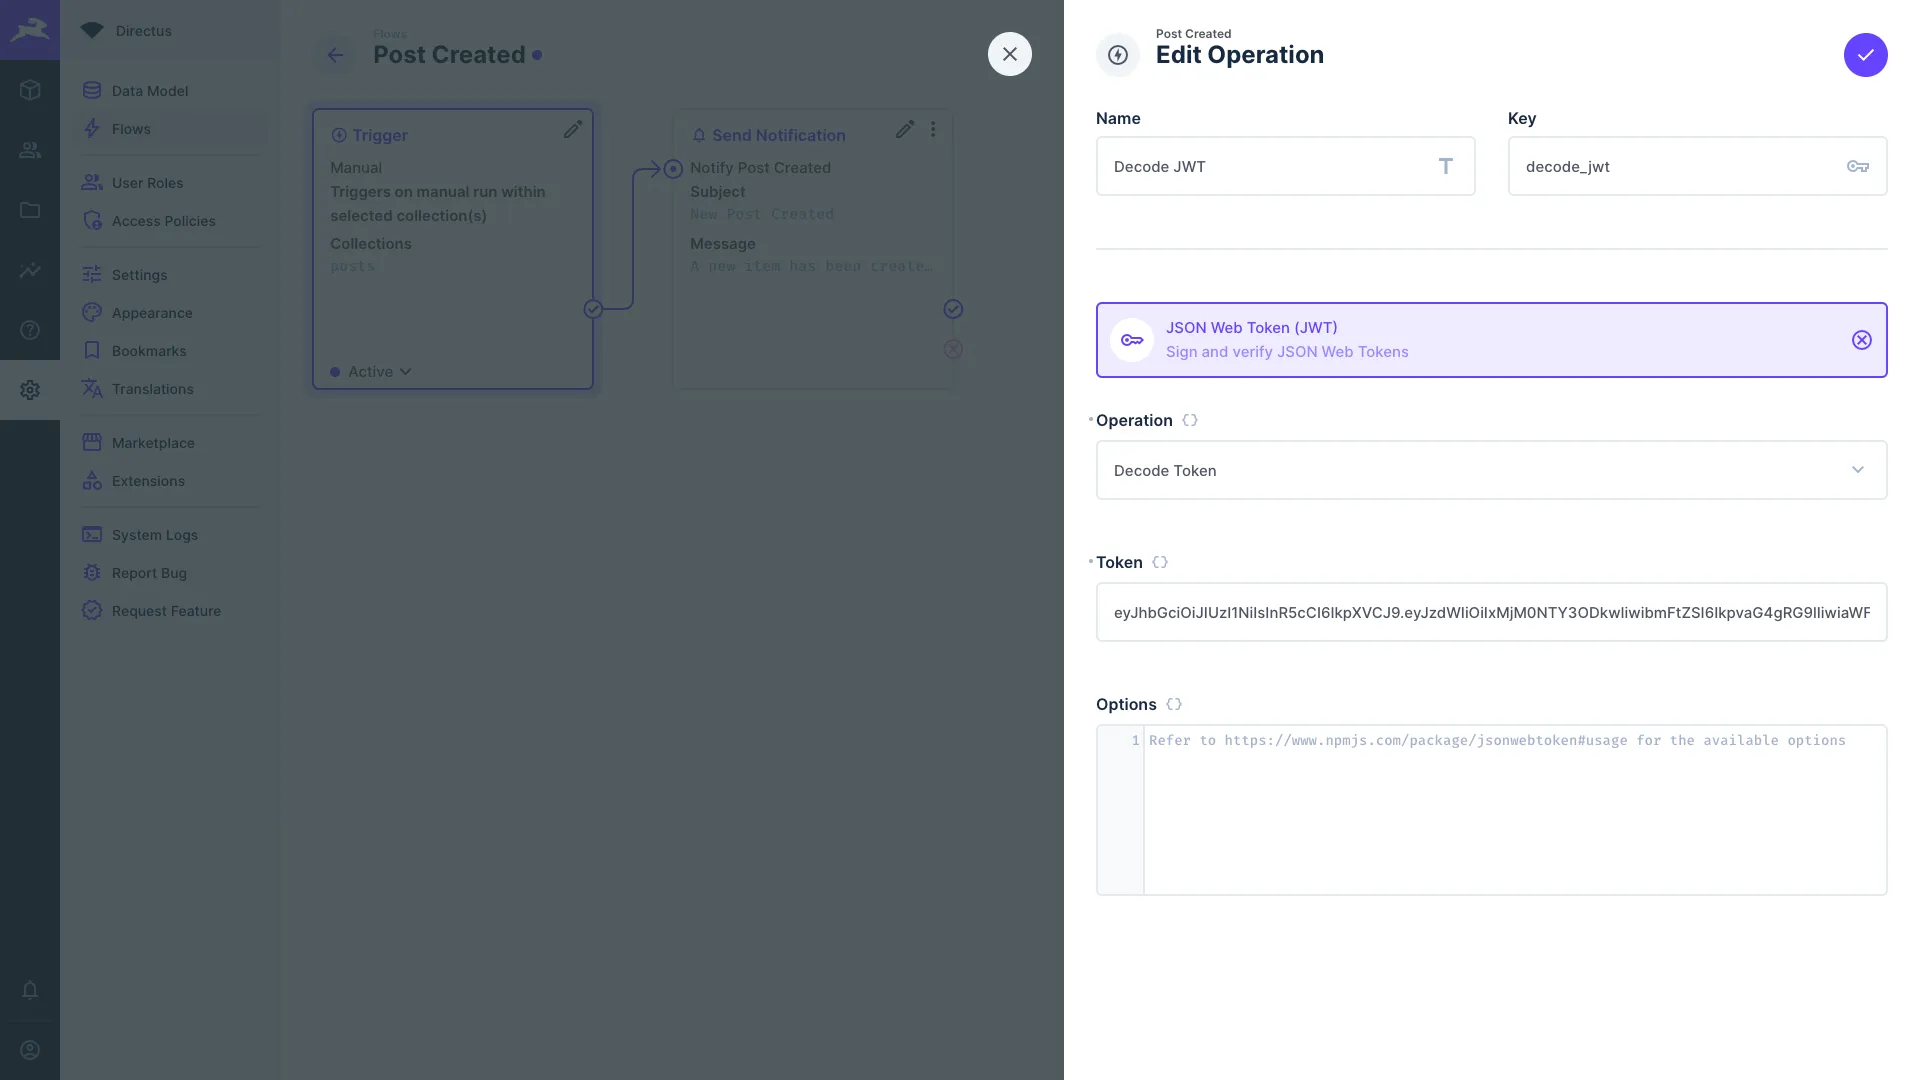 Directus
Data Model
Flows
User Roles
Access Policies
Settings
Appearance
Bookmarks
Translations
Marketplace
Extensions
System Logs
Report Bug
Request Feature
Flows
Post Created
Trigger
Manual
Triggers on manual run within
selected collection(s)
Collections
posts
Active
Send Notification
Notify Post Created
Subject
New Post Created
Message
A new item has been create…
Post Created
Edit Operation
Name
Decode JWT
Key
decode_jwt
JSON Web Token (JWT)
Sign and verify JSON Web Tokens
Operation {}
Decode Token
Token {}
eyJhbGciOiJIUzI1NiIsInR5cCI6IkpXVCJ9.eyJzdWIiOiIxMjM0NTY3ODkwIiwibmFtZSI6IkpvaG4gRG9lIiwiaWF
Options {}
1 Refer to https://www.npmjs.com/package/jsonwebtoken#usage for the available options